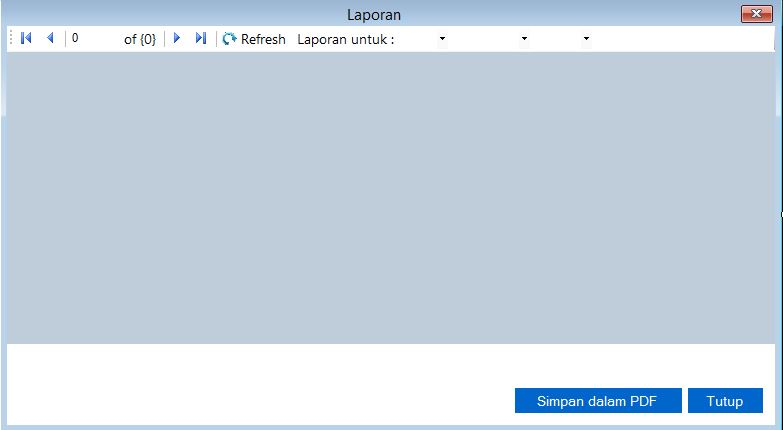 Laporan
0 of {0} Refresh Laporan untuk :
Simpan dalam PDF Tutup